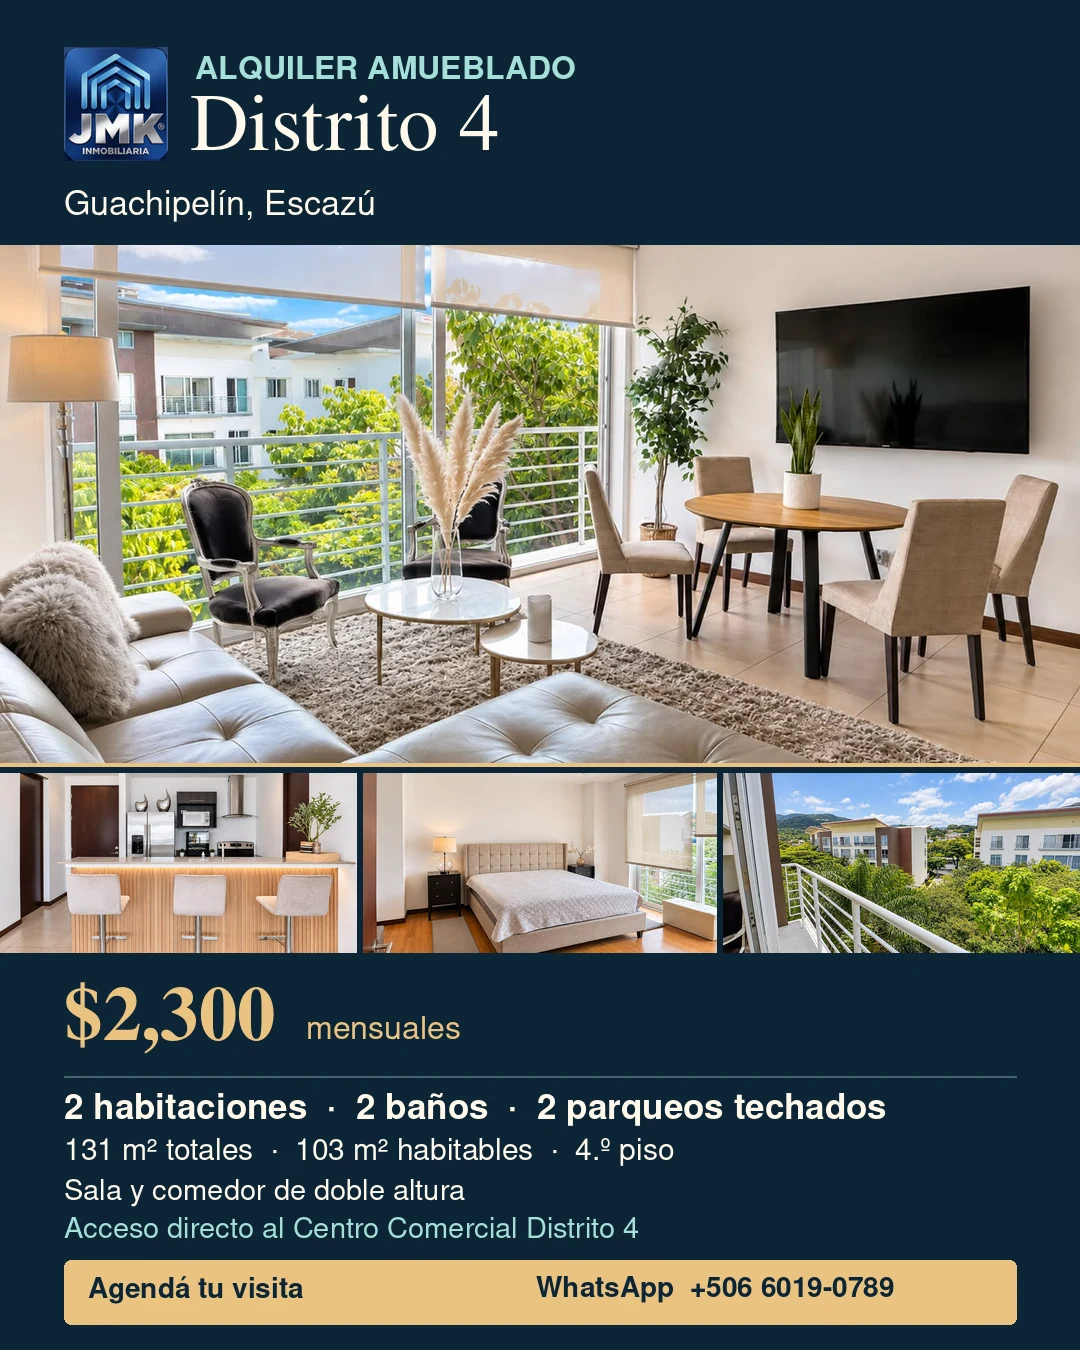 ALQUILER AMUEBLADO
JMK®
INMOBILIARIA
Distrito 4
Guachipelín, Escazú
$2,300 mensuales
2 habitaciones · 2 baños · 2 parqueos techados
131 m² totales · 103 m² habitables · 4.º piso
Sala y comedor de doble altura
Acceso directo al Centro Comercial Distrito 4
Agendá tu visita WhatsApp +506 6019-0789